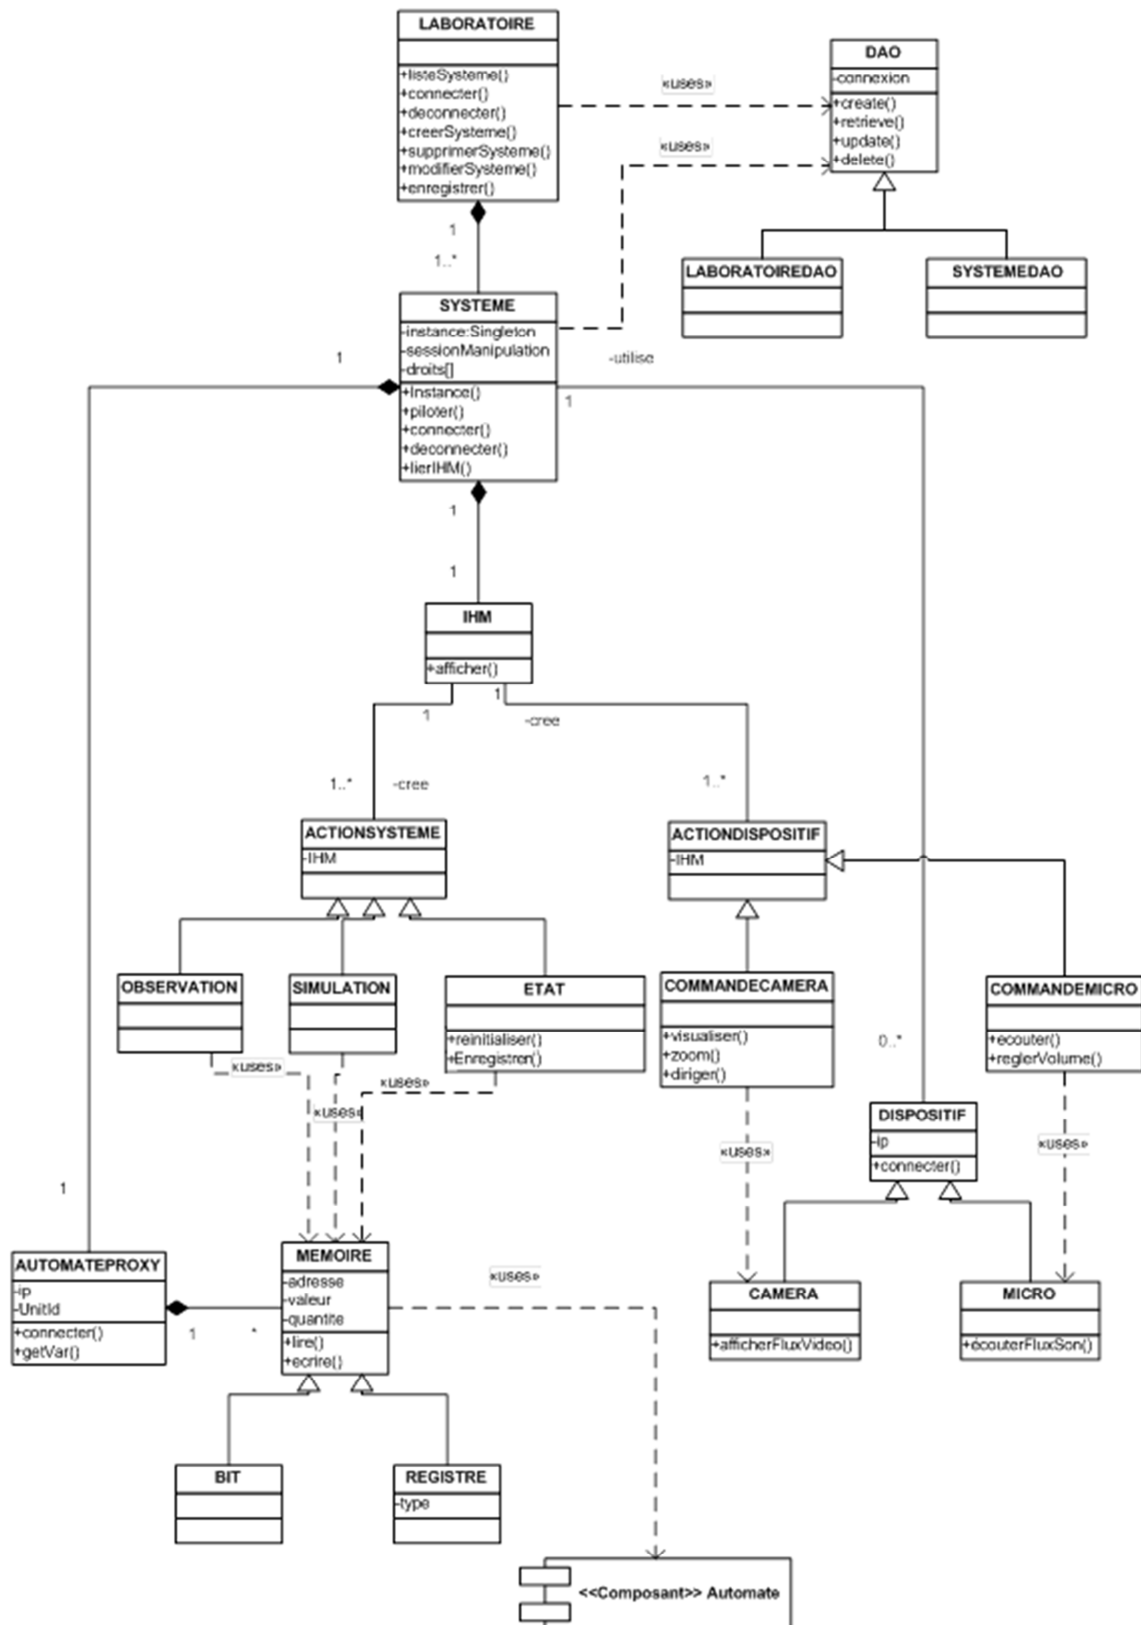 LABORATOIRE
+listeSysteme()
+connecter()
+deconnecter()
+creerSysteme()
+supprimerSysteme()
+modifierSysteme()
+enregistrer()
«uses»
«uses»
DAO
-connexion
+create()
+retrieve()
+update()
+delete()
LABORATOIREDAO
SYSTEMEDAO
1
1..*
SYSTEME
-instance:Singleton
-sessionManipulation
-droits[]
+Instance()
+piloter()
+connecter()
+deconnecter()
+lierIHM()
1
-utilise
1
1
1
IHM
+afficher()
1
1
-cree
1..*
-cree
1..*
ACTIONSYSTEME
-IHM
ACTIONDISPOSITIF
-IHM
OBSERVATION
SIMULATION
ETAT
+reinitialiser()
+Enregistren()
COMMANDECAMERA
+visualiser()
+zoom()
+diriger()
COMMANDEMICRO
+ecouter()
+reglerVolume()
0..*
«uses»
«uses»
«uses»
«uses»
«uses»
DISPOSITIF
-ip
+connecter()
1
AUTOMATEPROXY
-ip
-UnitId
+connecter()
+getVar()
1
*
MEMOIRE
-adresse
-valeur
-quantite
+lire()
+ecrire()
«uses»
CAMERA
+afficherFluxVideo()
MICRO
+écouterFluxSon()
BIT
REGISTRE
-type
<<Composant>> Automate